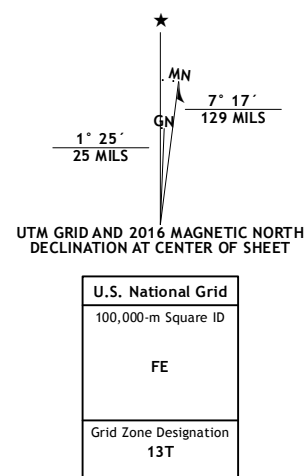 ★
MN
7° 17´
129 MILS
GN
1° 25´
25 MILS
UTM GRID AND 2016 MAGNETIC NORTH
DECLINATION AT CENTER OF SHEET
U.S. National Grid
100,000-m Square ID
FE
Grid Zone Designation
13T